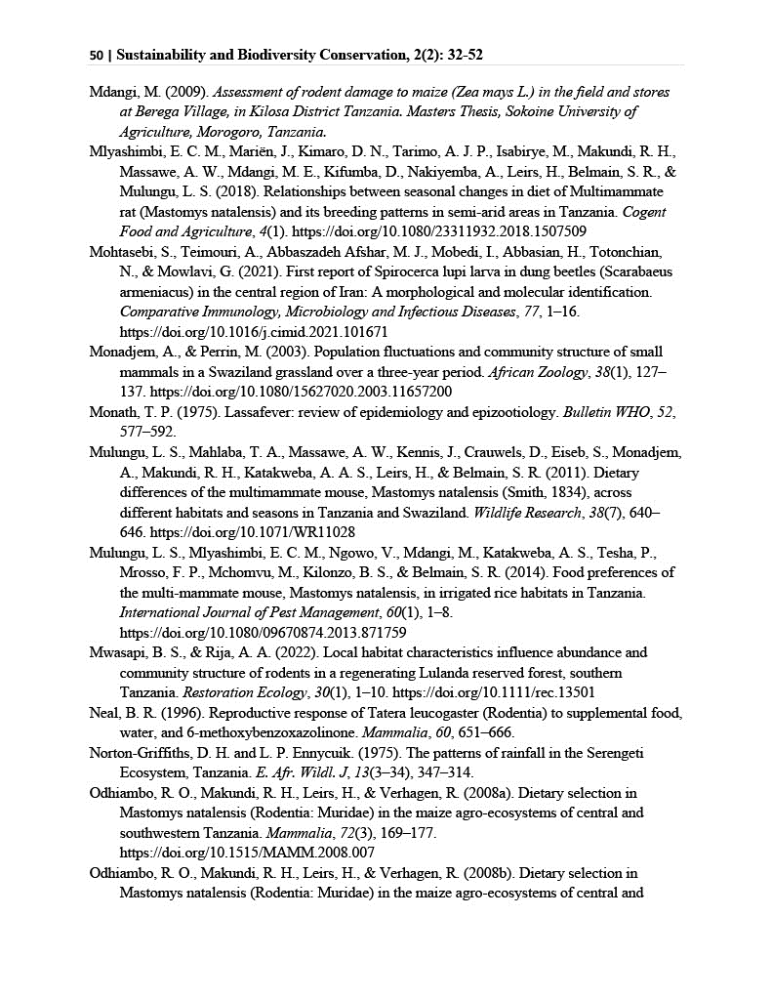 50 | Sustainability and Biodiversity Conservation, 2(2): 32-52
Mdangi, M. (2009). Assessment of rodent damage to maize (Zea mays L.) in the field and stores
at Berega Village, in Kilosa District Tanzania. Masters Thesis, Sokoine University of
Agriculture, Morogoro, Tanzania.
Mlyashimbi, E. C. M., Mariën, J., Kimaro, D. N., Tarimo, A. J. P., Isabirye, M., Makundi, R. H.,
Massawe, A. W., Mdangi, M. E., Kifumba, D., Nakiyemba, A., Leirs, H., Belmain, S. R., &
Mulungu, L. S. (2018). Relationships between seasonal changes in diet of Multimammate
rat (Mastomys natalensis) and its breeding patterns in semi-arid areas in Tanzania. Cogent
Food and Agriculture, 4(1). https://doi.org/10.1080/23311932.2018.1507509
Mohtasebi, S., Teimouri, A., Abbaszadeh Afshar, M. J., Mobedi, I., Abbasian, H., Totonchian,
N., & Mowlavi, G. (2021). First report of Spirocerca lupi larva in dung beetles (Scarabaeus
armeniacus) in the central region of Iran: A morphological and molecular identification.
Comparative Immunology, Microbiology and Infectious Diseases, 77, 1–16.
https://doi.org/10.1016/j.cimid.2021.101671
Monadjem, A., & Perrin, M. (2003). Population fluctuations and community structure of small
mammals in a Swaziland grassland over a three-year period. African Zoology, 38(1), 127–
137. https://doi.org/10.1080/15627020.2003.11657200
Monath, T. P. (1975). Lassafever: review of epidemiology and epizootiology. Bulletin WHO, 52,
577–592.
Mulungu, L. S., Mahlaba, T. A., Massawe, A. W., Kennis, J., Crauwels, D., Eiseb, S., Monadjem,
A., Makundi, R. H., Katakweba, A. A. S., Leirs, H., & Belmain, S. R. (2011). Dietary
differences of the multimammate mouse, Mastomys natalensis (Smith, 1834), across
different habitats and seasons in Tanzania and Swaziland. Wildlife Research, 38(7), 640–
646. https://doi.org/10.1071/WR11028
Mulungu, L. S., Mlyashimbi, E. C. M., Ngowo, V., Mdangi, M., Katakweba, A. S., Tesha, P.,
Mrosso, F. P., Mchomvu, M., Kilonzo, B. S., & Belmain, S. R. (2014). Food preferences of
the multi-mammate mouse, Mastomys natalensis, in irrigated rice habitats in Tanzania.
International Journal of Pest Management, 60(1), 1–8.
https://doi.org/10.1080/09670874.2013.871759
Mwasapi, B. S., & Rija, A. A. (2022). Local habitat characteristics influence abundance and
community structure of rodents in a regenerating Lulanda reserved forest, southern
Tanzania. Restoration Ecology, 30(1), 1–10. https://doi.org/10.1111/rec.13501
Neal, B. R. (1996). Reproductive response of Tatera leucogaster (Rodentia) to supplemental food,
water, and 6-methoxybenzoxazolinone. Mammalia, 60, 651–666.
Norton-Griffiths, D. H. and L. P. Ennycuik. (1975). The patterns of rainfall in the Serengeti
Ecosystem, Tanzania. E. Afr. Wildl. J, 13(3–34), 347–314.
Odhiambo, R. O., Makundi, R. H., Leirs, H., & Verhagen, R. (2008a). Dietary selection in
Mastomys natalensis (Rodentia: Muridae) in the maize agro-ecosystems of central and
southwestern Tanzania. Mammalia, 72(3), 169–177.
https://doi.org/10.1515/MAMM.2008.007
Odhiambo, R. O., Makundi, R. H., Leirs, H., & Verhagen, R. (2008b). Dietary selection in
Mastomys natalensis (Rodentia: Muridae) in the maize agro-ecosystems of central and